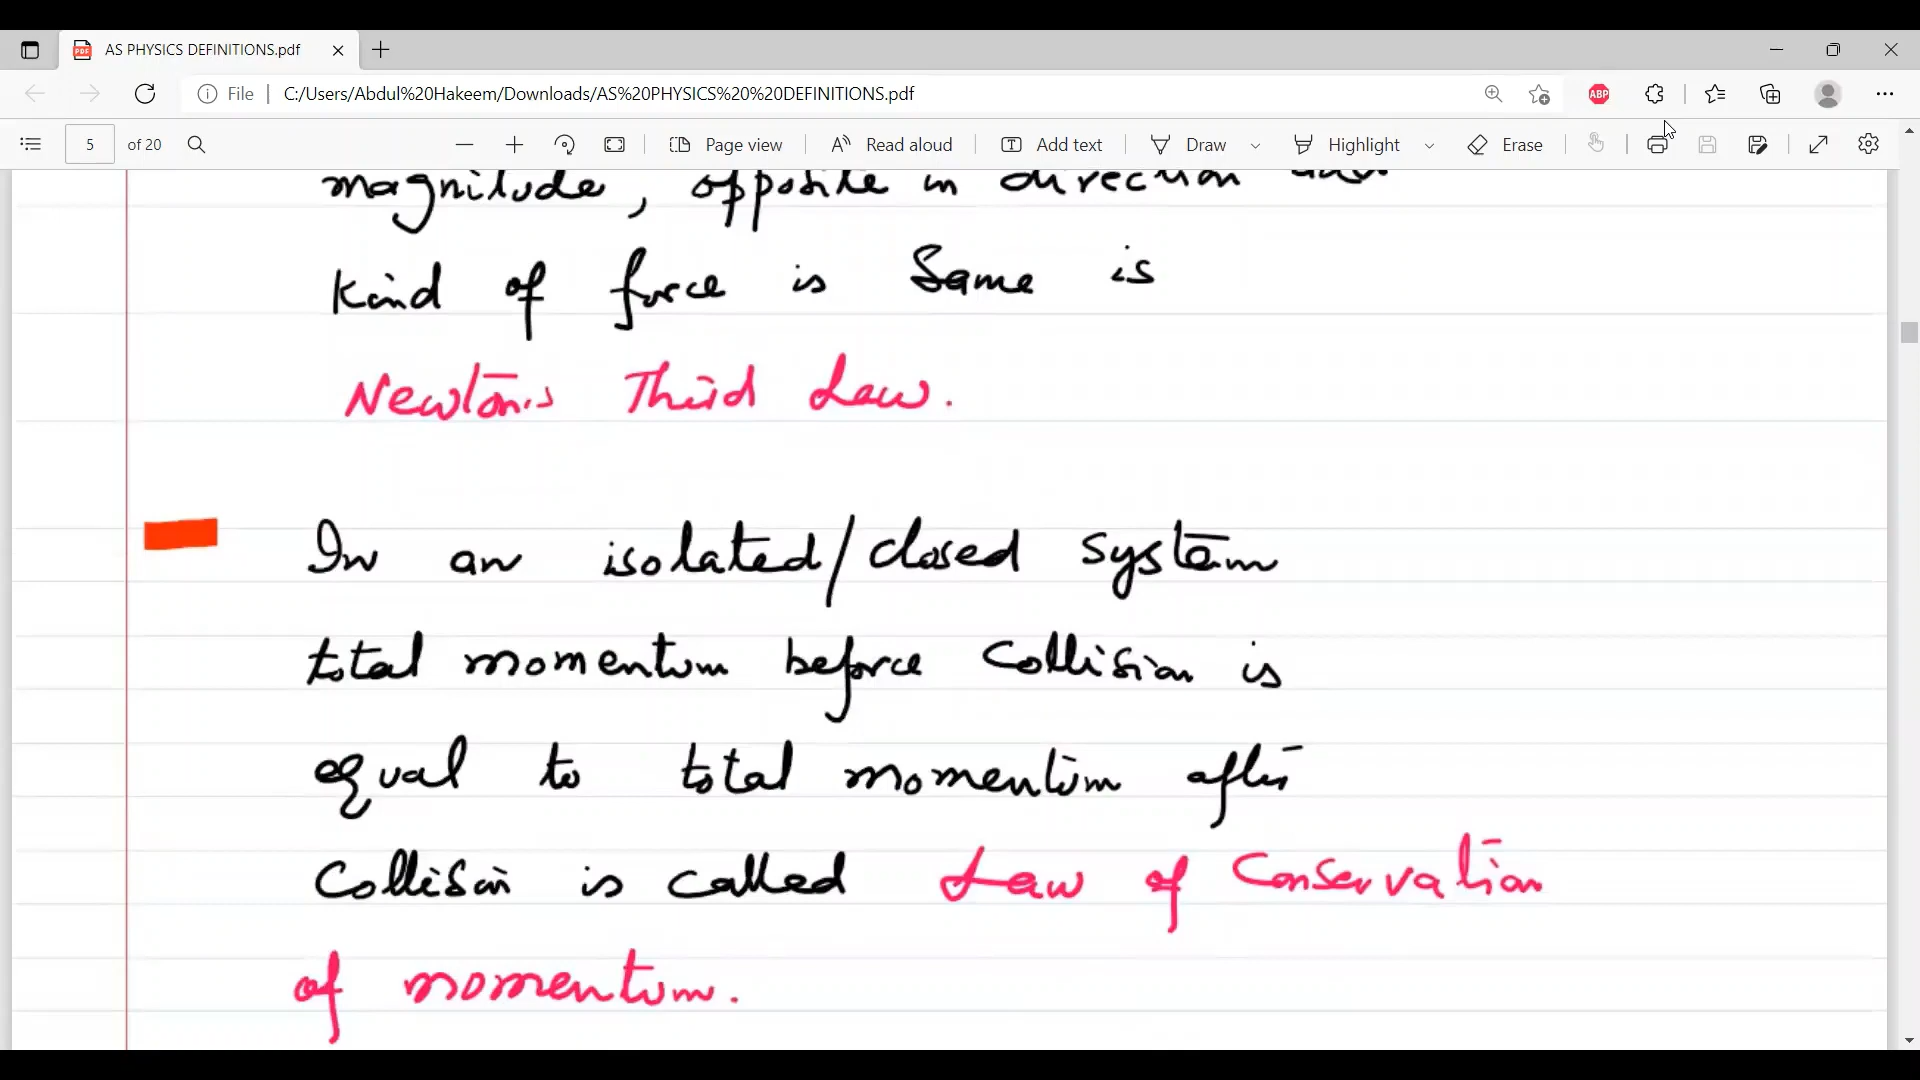 AS PHYSICS DEFINITIONS.pdf
File C:/Users/Abdul%20Hakeem/Downloads/AS%20PHYSICS%20%20DEFINITIONS.pdf
ABP
5 of 20 Page view Read aloud Add text Draw Highlight Erase
magnitude, opposite in direction and
Kind of force is Same is
Newton's Third Law.
In an isolated/closed system
total momentum before Collision is
equal to total momentum after
Collision is called Law of Conservation
of momentum.